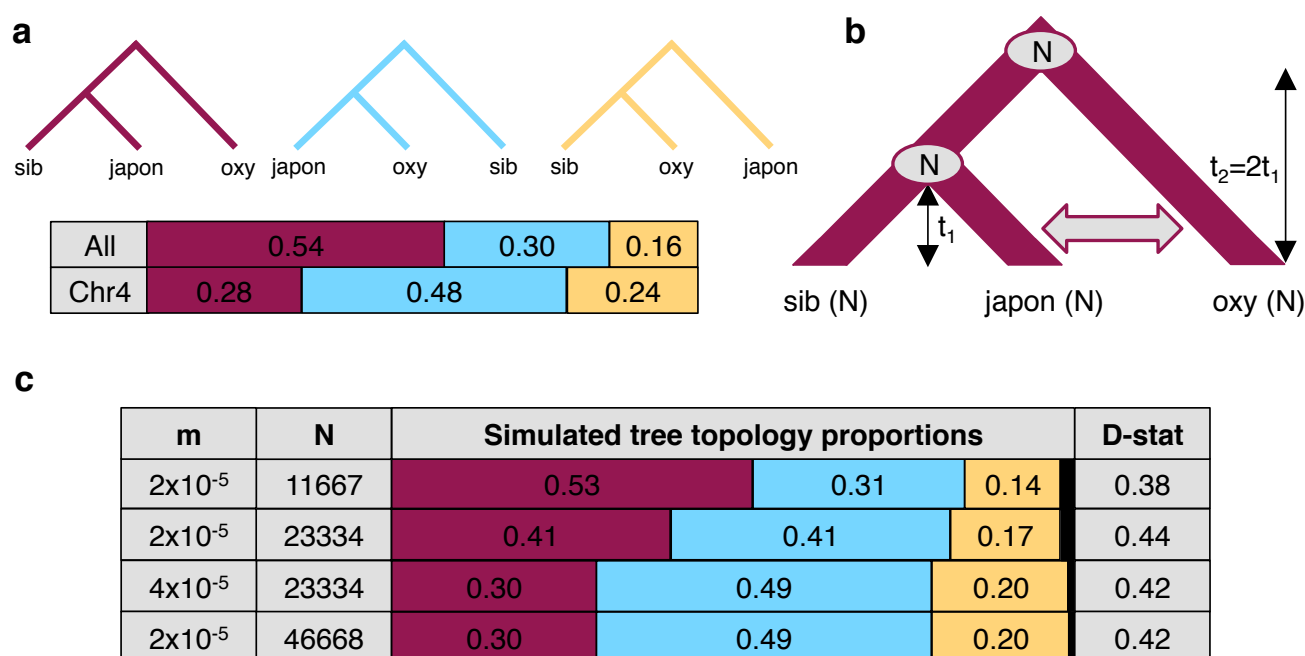 a
sib japon oxy japon oxy sib sib oxy japon
All 0.54 0.30 0.16
Chr4 0.28 0.48 0.24
b
N
N
t₂=2t₁
t₁
sib (N) japon (N) oxy (N)
c
m N Simulated tree topology proportions D-stat
2x10⁻⁵ 11667 0.53 0.31 0.14 0.38
2x10⁻⁵ 23334 0.41 0.41 0.17 0.44
4x10⁻⁵ 23334 0.30 0.49 0.20 0.42
2x10⁻⁵ 46668 0.30 0.49 0.20 0.42